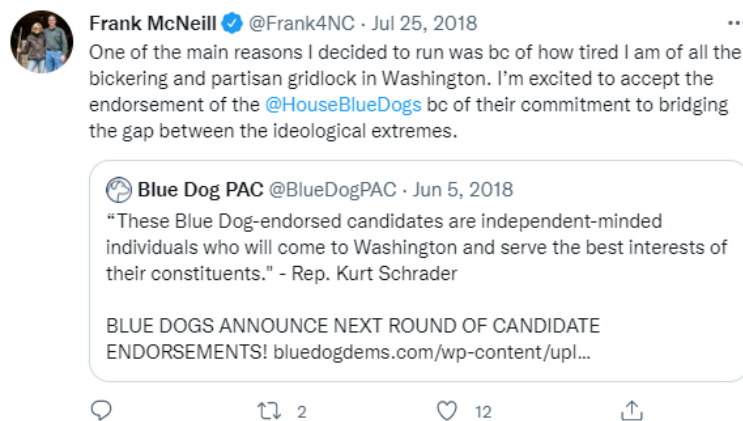 Frank McNeill @Frank4NC · Jul 25, 2018
One of the main reasons I decided to run was bc of how tired I am of all the
bickering and partisan gridlock in Washington. I’m excited to accept the
endorsement of the @HouseBlueDogs bc of their commitment to bridging
the gap between the ideological extremes.
Blue Dog PAC @BlueDogPAC · Jun 5, 2018
“These Blue Dog-endorsed candidates are independent-minded
individuals who will come to Washington and serve the best interests of
their constituents." - Rep. Kurt Schrader
BLUE DOGS ANNOUNCE NEXT ROUND OF CANDIDATE
ENDORSEMENTS! bluedogdems.com/wp-content/upl...
2 12